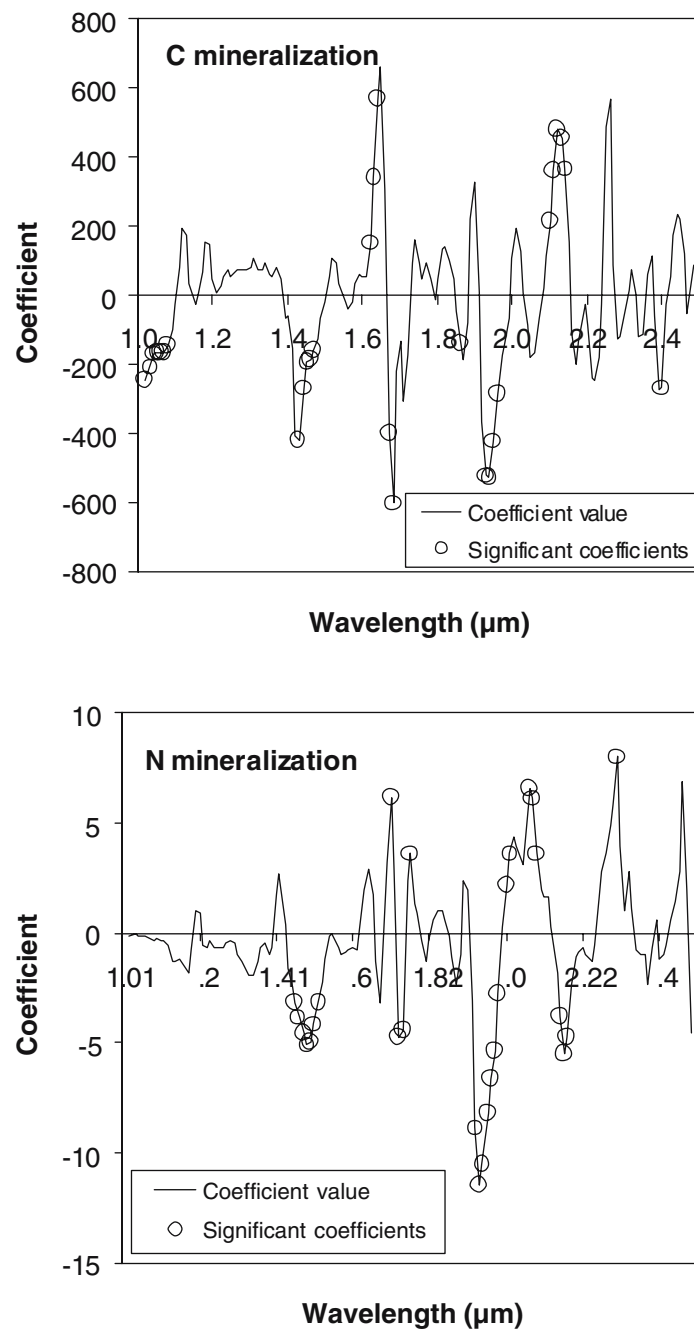 800
C mineralization
600
400
200
0
-200
-400
-600
-800
Coefficient
1.0 1.2 1.4 1.6 1.8 2.0 2.2 2.4
Coefficient value
Significant coefficients
Wavelength (µm)
10
N mineralization
5
0
-5
-10
-15
Coefficient
1.01 .2 1.41 .6 1.82 2 .0 2.22 .4
Coefficient value
Significant coefficients
Wavelength (µm)